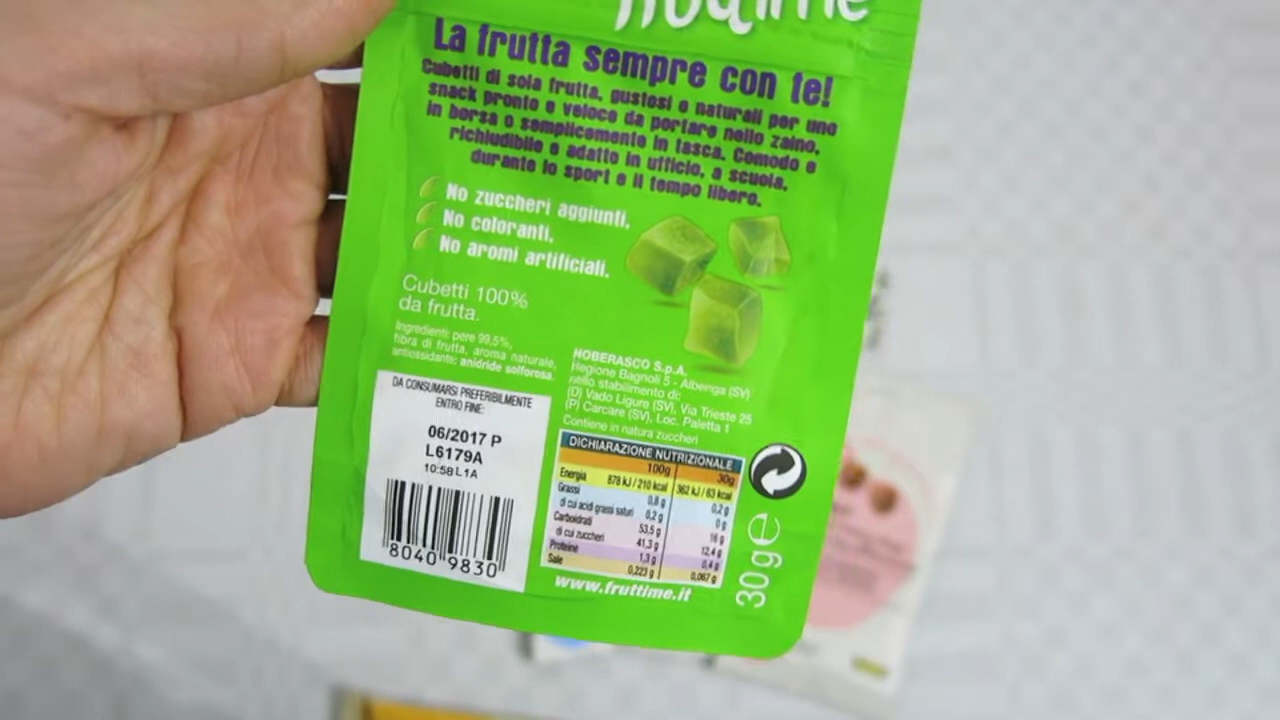 La frutta sempre con te!
Cubetti di sola frutta, gustosi e naturali per uno
snack pronto e veloce da portare nello zaino,
in borsa o semplicemente in tasca. Comodo e
richiudibile e adatto in ufficio, a scuola,
durante lo sport e il tempo libero.
No zuccheri aggiunti,
No coloranti,
No aromi artificiali.
Cubetti 100%
da frutta.
Ingredienti: pere 99,5%,
fibra di frutta, aroma naturale,
antiossidante: anidride solforosa.
DA CONSUMARSI PREFERIBILMENTE
ENTRO FINE:
06/2017 P
L6179A
10:58 L1A
8040 9830
NOBERASCO S.p.A.
Regione Bagnoli 5 - Albenga (SV)
nello stabilimento di:
(D) Vado Ligure (SV), Via Trieste 25
(P) Carcare (SV), Loc. Paletta 1
Contiene in natura zuccheri
DICHIARAZIONE NUTRIZIONALE
100g 30g
Energia 878 kJ / 210 kcal 362 kJ / 63 kcal
Grassi 0,8 g 0,2 g
di cui acidi grassi saturi 0,2 g 0 g
Carboidrati 53,5 g 16 g
di cui zuccheri 41,3 g 12,4 g
Proteine 1,3 g 0,4 g
Sale 0,223 g 0,067 g
www.fruttime.it
30g e